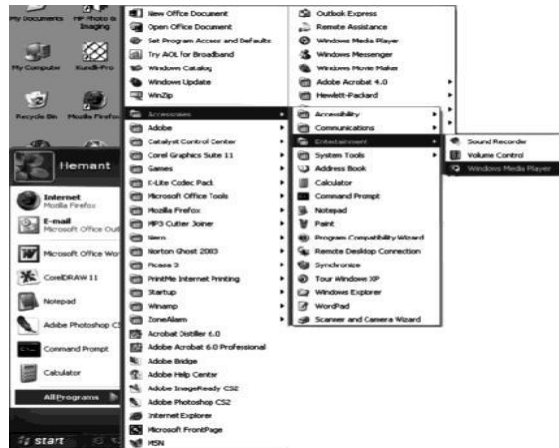 My Documents
HP Photo &
Imaging
My Computer
Kundli-Pro
Recycle Bin
Mozilla Firefox
Hemant
Internet
Mozilla Firefox
E-mail
Microsoft Office Out
Microsoft Office Wor
CorelDRAW 11
Notepad
Adobe Photoshop CS
Command Prompt
Calculator
All Programs
start
New Office Document
Open Office Document
Set Program Access and Defaults
Try AOL for Broadband
Windows Catalog
Windows Update
WinZip
Accessories
Adobe
Catalyst Control Center
Corel Graphics Suite 11
Games
K-Lite Codec Pack
Microsoft Office Tools
Mozilla Firefox
MP3 Cutter Joiner
Nero
Norton Ghost 2003
Picasa 2
PrintMe Internet Printing
Startup
Winamp
ZoneAlarm
Acrobat Distiller 6.0
Adobe Acrobat 6.0 Professional
Adobe Bridge
Adobe Help Center
Adobe ImageReady CS2
Adobe Photoshop CS2
Internet Explorer
Microsoft FrontPage
MSN
Outlook Express
Remote Assistance
Windows Media Player
Windows Messenger
Windows Movie Maker
Adobe Acrobat 4.0
Hewlett-Packard
Accessibility
Communications
Entertainment
System Tools
Address Book
Calculator
Command Prompt
Notepad
Paint
Program Compatibility Wizard
Remote Desktop Connection
Synchronize
Tour Windows XP
Windows Explorer
WordPad
Scanner and Camera Wizard
Sound Recorder
Volume Control
Windows Media Player